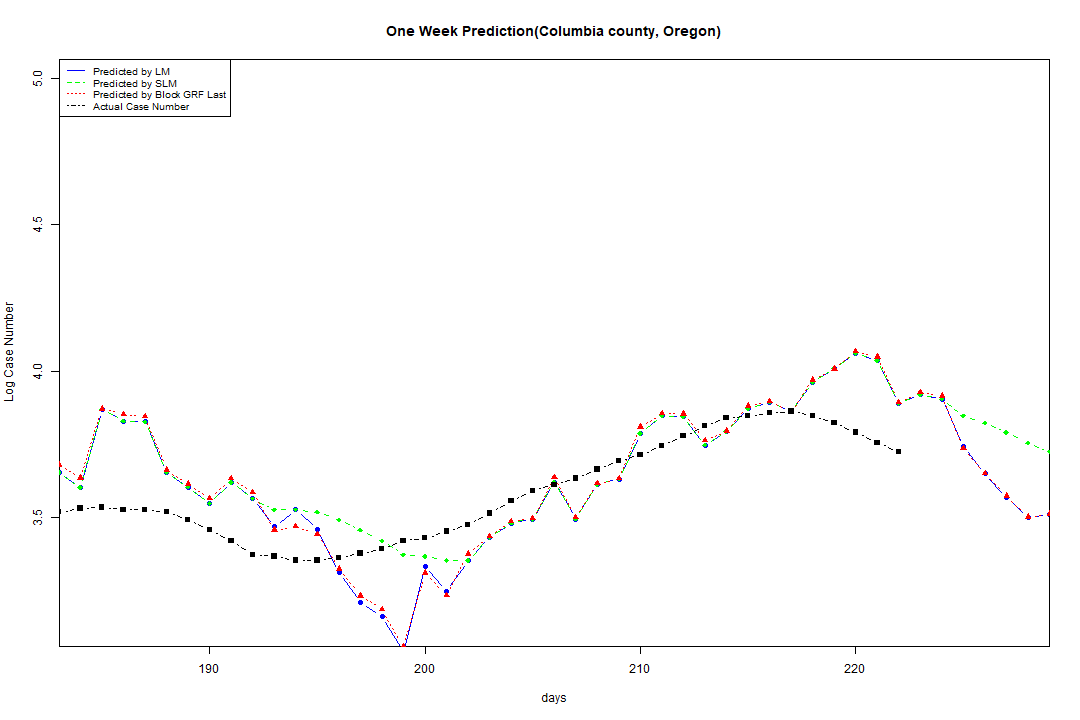 One Week Prediction(Columbia county, Oregon)
Predicted by LM
Predicted by SLM
Predicted by Block GRF Last
Actual Case Number
5.0
4.5
4.0
3.5
Log Case Number
190
200
210
220
days